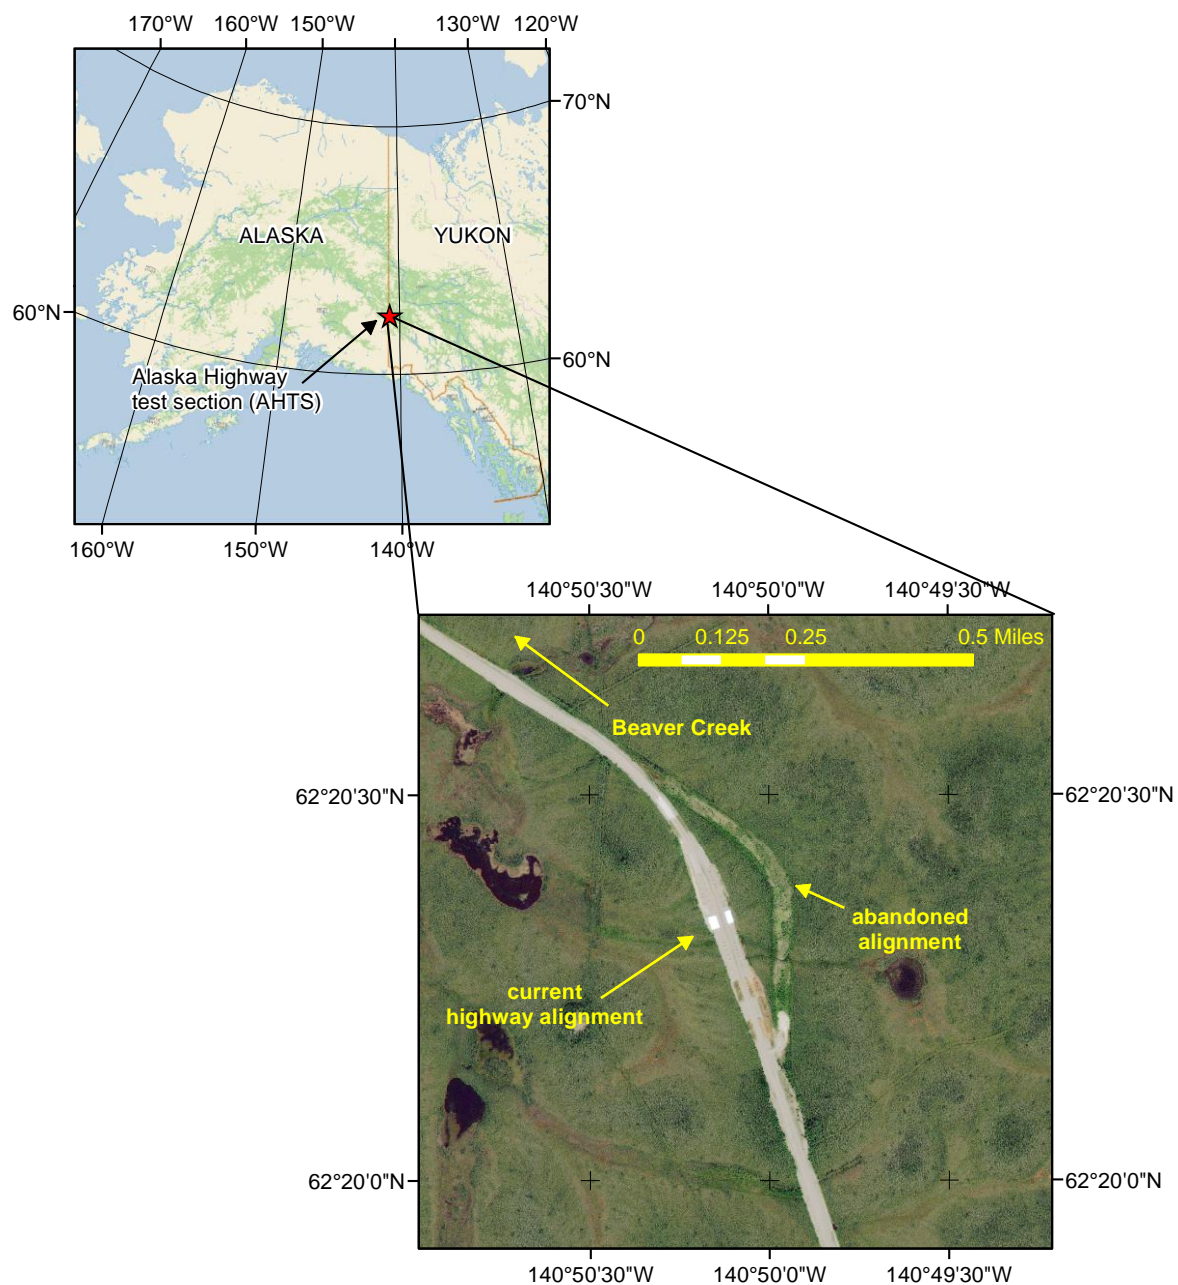 170°W 160°W 150°W 130°W 120°W
70°N
ALASKA YUKON
60°N
60°N
Alaska Highway
test section (AHTS)
160°W 150°W 140°W
140°50'30"W 140°50'0"W 140°49'30"W
0 0.125 0.25 0.5 Miles
Beaver Creek
62°20'30"N 62°20'30"N
abandoned
alignment
current
highway alignment
62°20'0"N 62°20'0"N
140°50'30"W 140°50'0"W 140°49'30"W